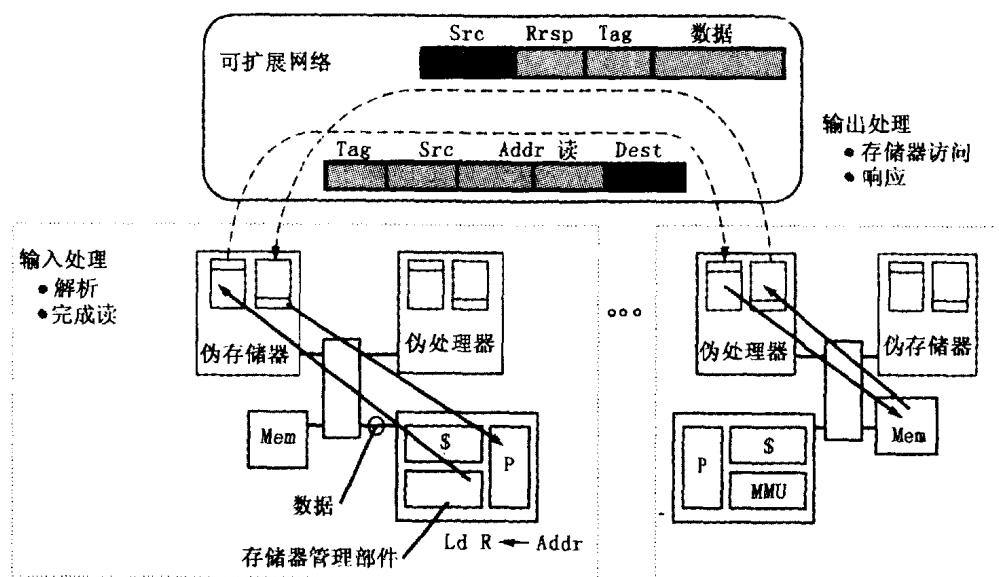 Src Rrsp Tag 数据
可扩展网络
输出处理
● 存储器访问
● 响应
Tag Src Addr 读 Dest
输入处理
● 解析
● 完成读
伪存储器
伪处理器
伪处理器
伪存储器
Mem
$
P
P
$
MMU
Mem
数据
存储器管理部件
Ld R ← Addr